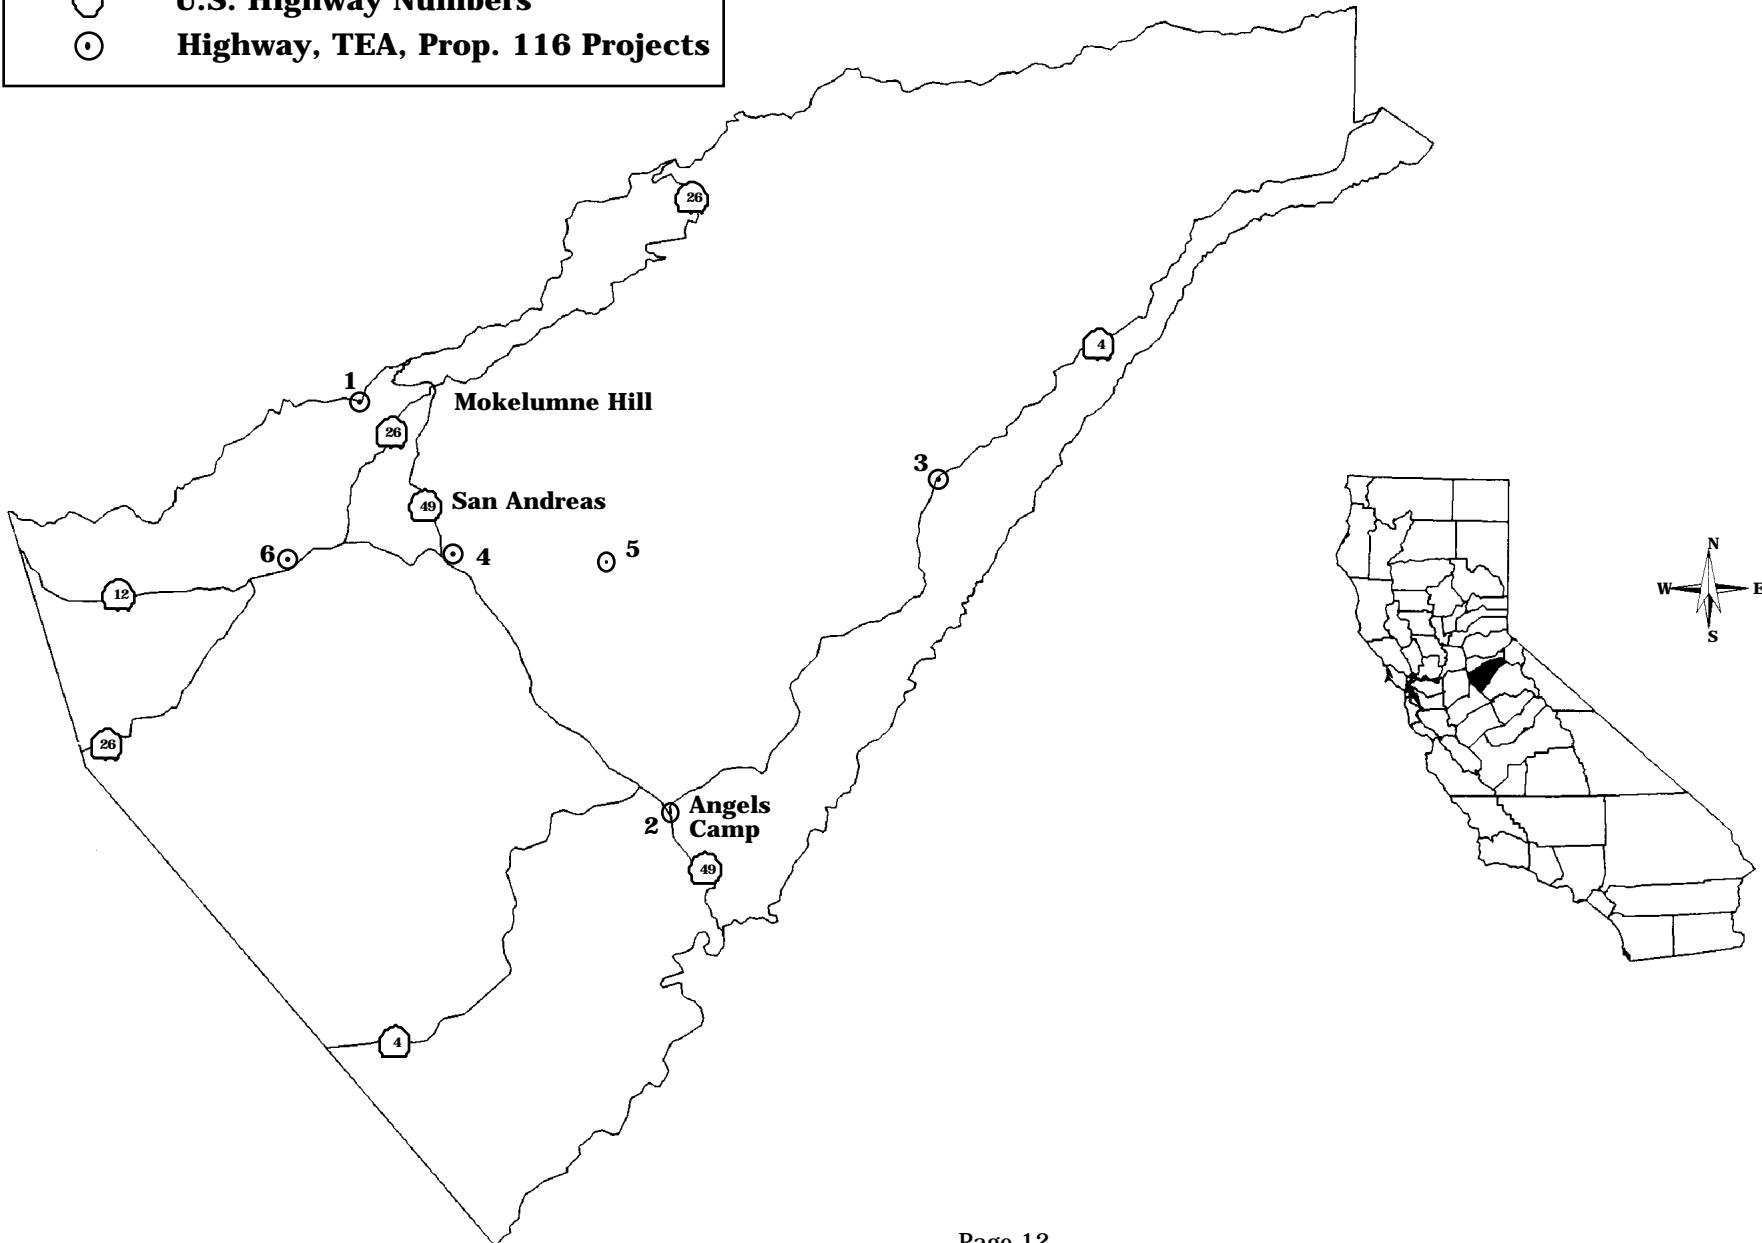 U.S. Highway Numbers
Highway, TEA, Prop. 116 Projects
26
4
1
Mokelumne Hill
26
3
49 San Andreas
6
4
5
12
N
W E
S
26
Angels
Camp
2
49
4
Page 12